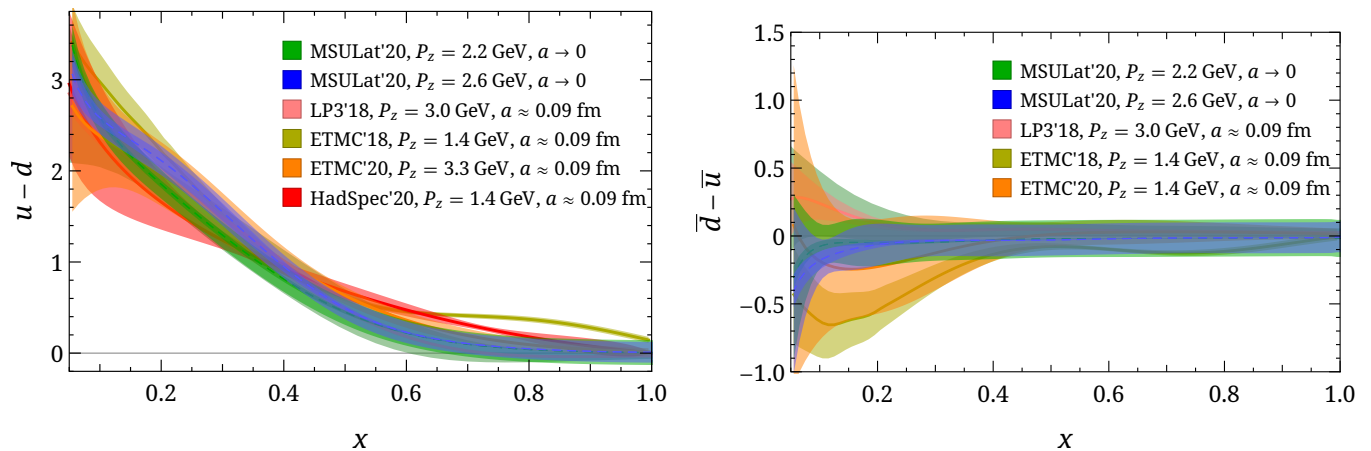 MSULat'20, P_z = 2.2 GeV, a → 0
MSULat'20, P_z = 2.6 GeV, a → 0
LP3'18, P_z = 3.0 GeV, a ≈ 0.09 fm
ETMC'18, P_z = 1.4 GeV, a ≈ 0.09 fm
ETMC'20, P_z = 3.3 GeV, a ≈ 0.09 fm
HadSpec'20, P_z = 1.4 GeV, a ≈ 0.09 fm
3
2
1
0
u − d
0.2 0.4 0.6 0.8 1.0
x
MSULat'20, P_z = 2.2 GeV, a → 0
MSULat'20, P_z = 2.6 GeV, a → 0
LP3'18, P_z = 3.0 GeV, a ≈ 0.09 fm
ETMC'18, P_z = 1.4 GeV, a ≈ 0.09 fm
ETMC'20, P_z = 1.4 GeV, a ≈ 0.09 fm
1.5
1.0
0.5
0
−0.5
−1.0
d̅ − u̅
0.2 0.4 0.6 0.8 1.0
x